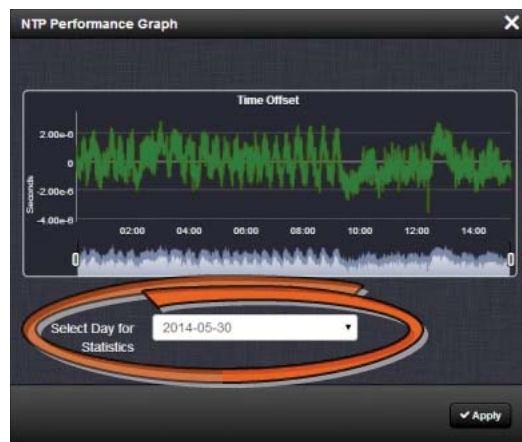 NTP Performance Graph
Time Offset
Seconds
2.00e-6
0
-2.00e-6
-4.00e-6
02:00 04:00 06:00 08:00 10:00 12:00 14:00
Select Day for
Statistics
2014-05-30
Apply